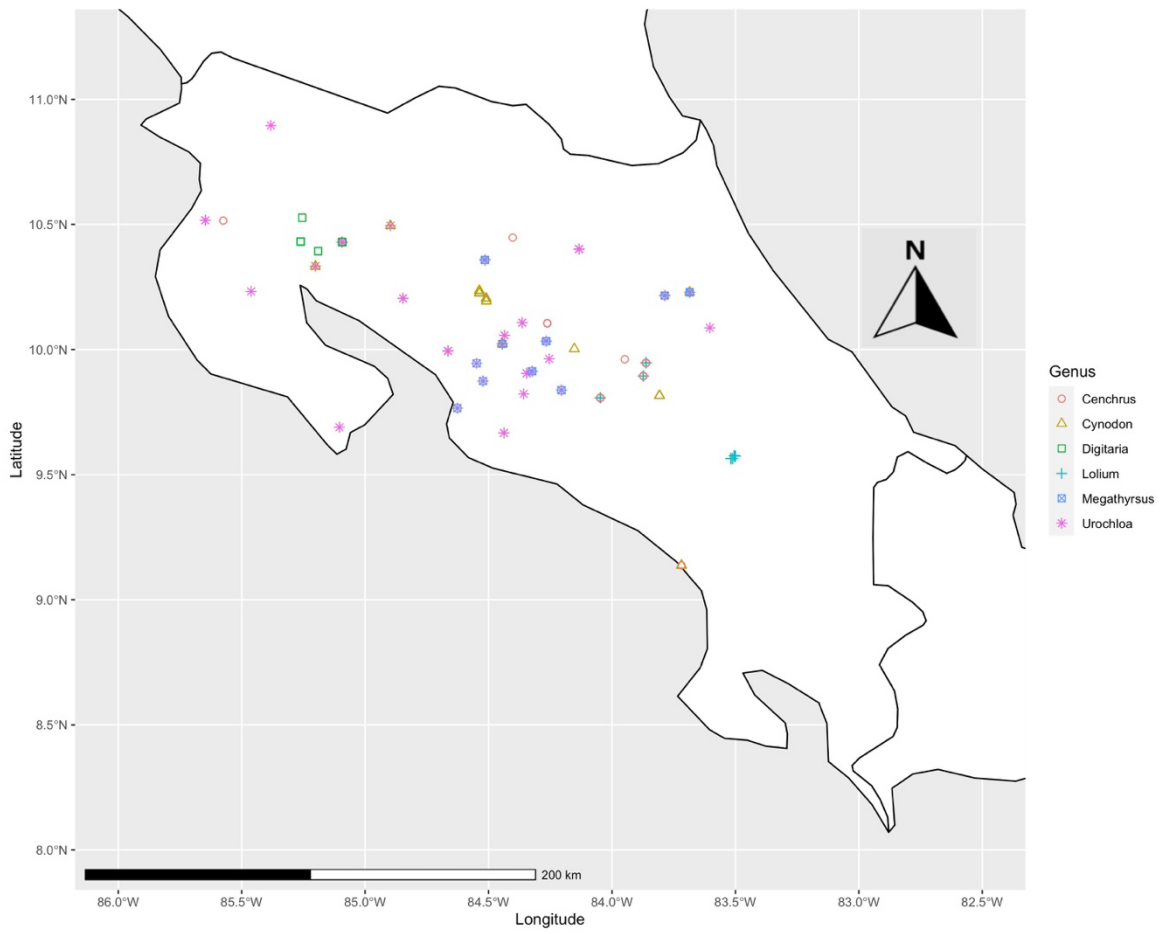 N
11.0°N
10.5°N
10.0°N
9.5°N
9.0°N
8.5°N
8.0°N
Latitude
200 km
86.0°W 85.5°W 85.0°W 84.5°W 84.0°W 83.5°W 83.0°W 82.5°W
Longitude
Genus
Cenchrus
Cynodon
Digitaria
Lolium
Megathyrsus
Urochloa